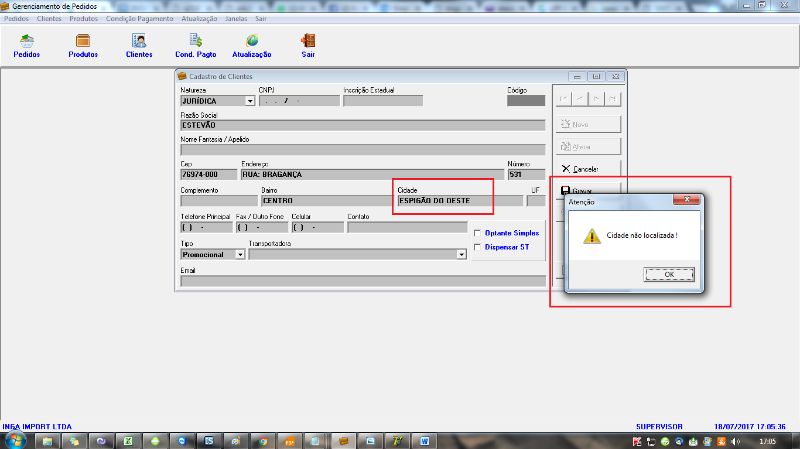 Gerenciamento de Pedidos
Pedidos Clientes Produtos Condição Pagamento Atualização Janelas Sair
Pedidos Produtos Clientes Cond. Pagto Atualização Sair
Cadastro de Clientes
Natureza CNPJ Inscrição Estadual Código
JURÍDICA . . / -
Razão Social
ESTEVÃO
Novo
Nome Fantasia / Apelido
Alterar
Cep Endereço Número
76974-000 RUA: BRAGANÇA 531
Cancelar
Complemento Bairro Cidade UF
Gravar
CENTRO ESPIGÃO DO OESTE
Atenção
Cidade não localizada !
OK
Telefone Principal Fax / Outro Fone Celular Contato
( ) - ( ) - ( ) -
Optante Simples
Dispensar ST
Tipo Transportadora
Promocional
Email
INGA IMPORT LTDA SUPERVISOR 18/07/2017 17:05:36
17:05